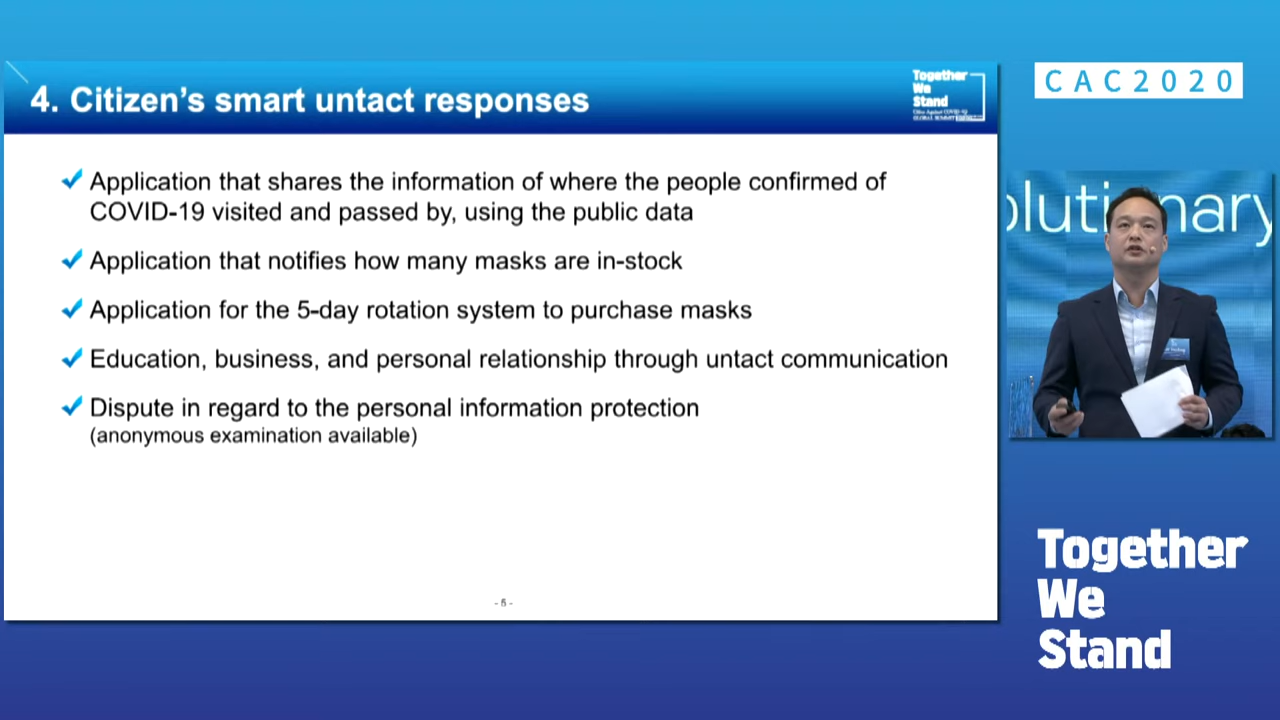 4. Citizen's smart untact responses
Together
We
Stand
Application that shares the information of where the people confirmed of
COVID-19 visited and passed by, using the public data
Application that notifies how many masks are in-stock
Application for the 5-day rotation system to purchase masks
Education, business, and personal relationship through untact communication
Dispute in regard to the personal information protection
(anonymous examination available)
CAC2020
Together
We
Stand